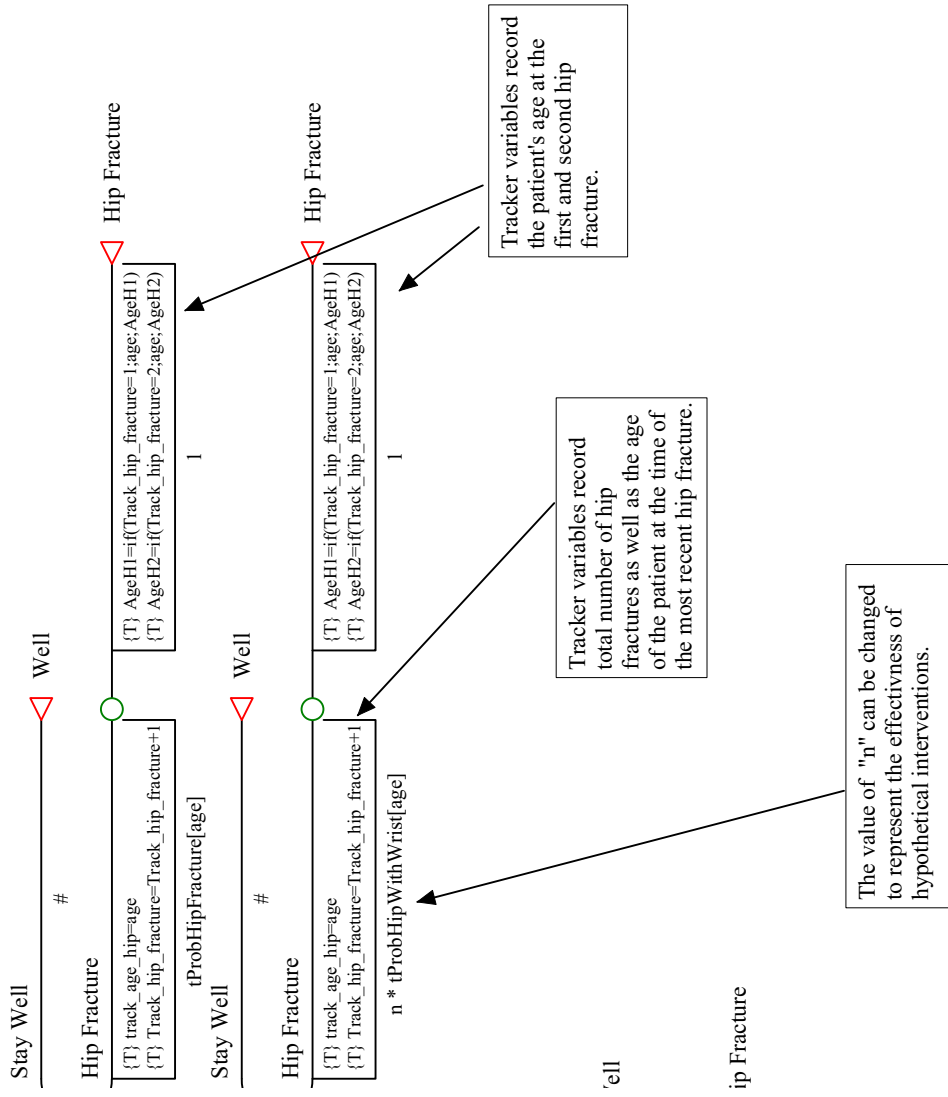 Stay Well
Well
#
Hip Fracture
{T} track_age_hip=age
{T} Track_hip_fracture=Track_hip_fracture+1
tProbHipFracture[age]
{T} AgeH1=if(Track_hip_fracture=1;age;AgeH1)
{T} AgeH2=if(Track_hip_fracture=2;age;AgeH2)
1
Hip Fracture
Stay Well
Well
#
Hip Fracture
{T} track_age_hip=age
{T} Track_hip_fracture=Track_hip_fracture+1
n * tProbHipWithWrist[age]
{T} AgeH1=if(Track_hip_fracture=1;age;AgeH1)
{T} AgeH2=if(Track_hip_fracture=2;age;AgeH2)
1
Hip Fracture
Tracker variables record
the patient's age at the
first and second hip
fracture.
Tracker variables record
total number of hip
fractures as well as the age
of the patient at the time of
the most recent hip fracture.
The value of "n" can be changed
to represent the effectivness of
hypothetical interventions.
ell
ip Fracture